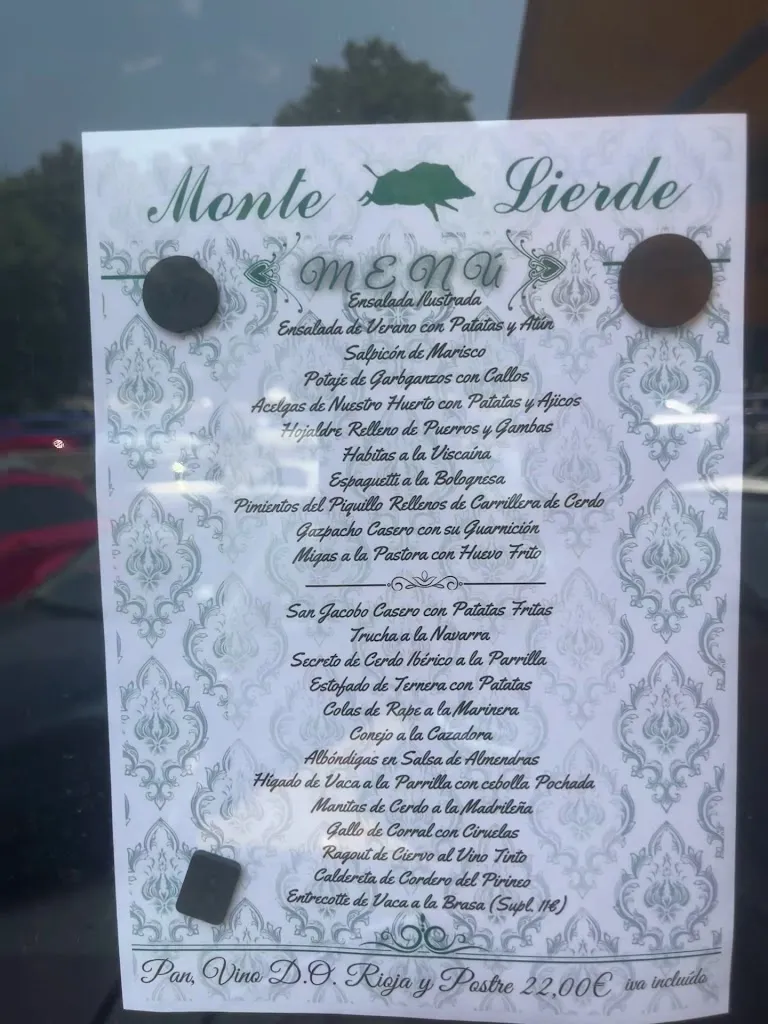 Monte Lierde
MENÚ
Ensalada Ilustrada
Ensalada de Verano con Patatas y Atún
Salpicón de Marisco
Potaje de Garbganzos con Callos
Acelgas de Nuestro Huerto con Patatas y Ajicos
Hojaldre Relleno de Puerros y Gambas
Habitas a la Viscaina
Espaguetti a la Bolognesa
Pimientos del Piquillo Rellenos de Carrillera de Cerdo
Gazpacho Casero con su Guarnición
Migas a la Pastora con Huevo Frito
San Jacobo Casero con Patatas Fritas
Trucha a la Navarra
Secreto de Cerdo Ibérico a la Parrilla
Estofado de Ternera con Patatas
Colas de Rape a la Marinera
Conejo a la Cazadora
Albóndigas en Salsa de Almendras
Hígado de Vaca a la Parrilla con cebolla Pochada
Manitas de Cerdo a la Madrileña
Gallo de Corral con Ciruelas
Ragout de Ciervo al Vino Tinto
Caldereta de Cordero del Pirineo
Entrecotte de Vaca a la Brasa (Supl. 11€)
Pan, Vino D.O. Rioja y Postre 22,00€ iva incluído